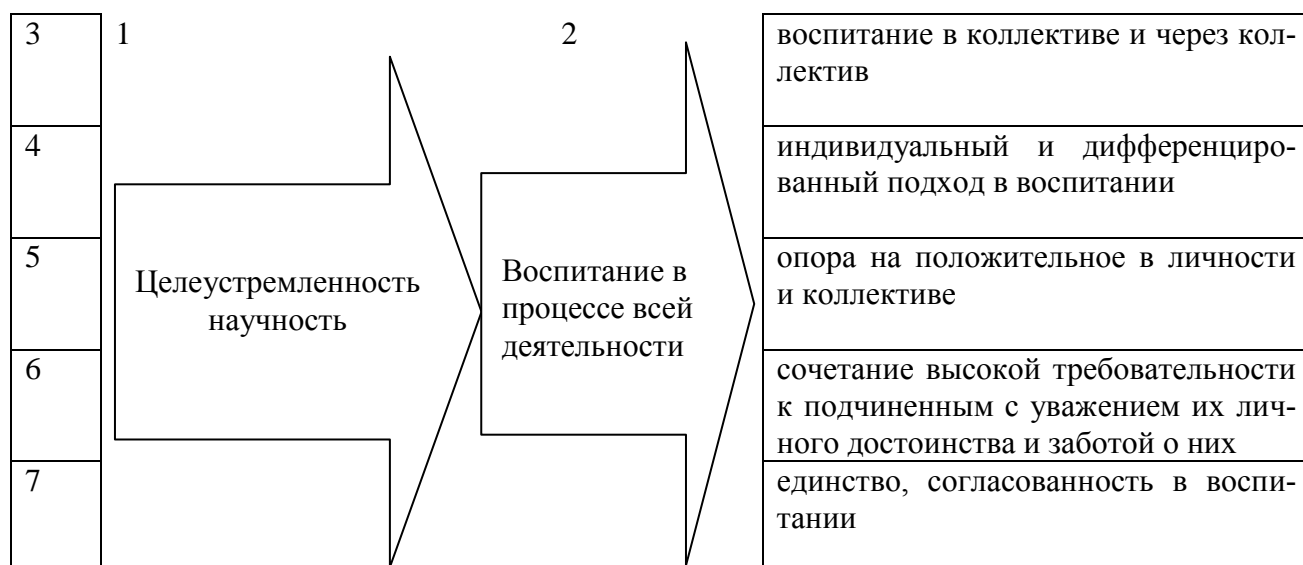 3
4
5
6
7
1
Целеустремленность
научность
2
Воспитание в
процессе всей
деятельности
воспитание в коллективе и через кол-
лектив
индивидуальный и дифференциро-
ванный подход в воспитании
опора на положительное в личности
и коллективе
сочетание высокой требовательности
к подчиненным с уважением их лич-
ного достоинства и заботой о них
единство, согласованность в воспи-
тании